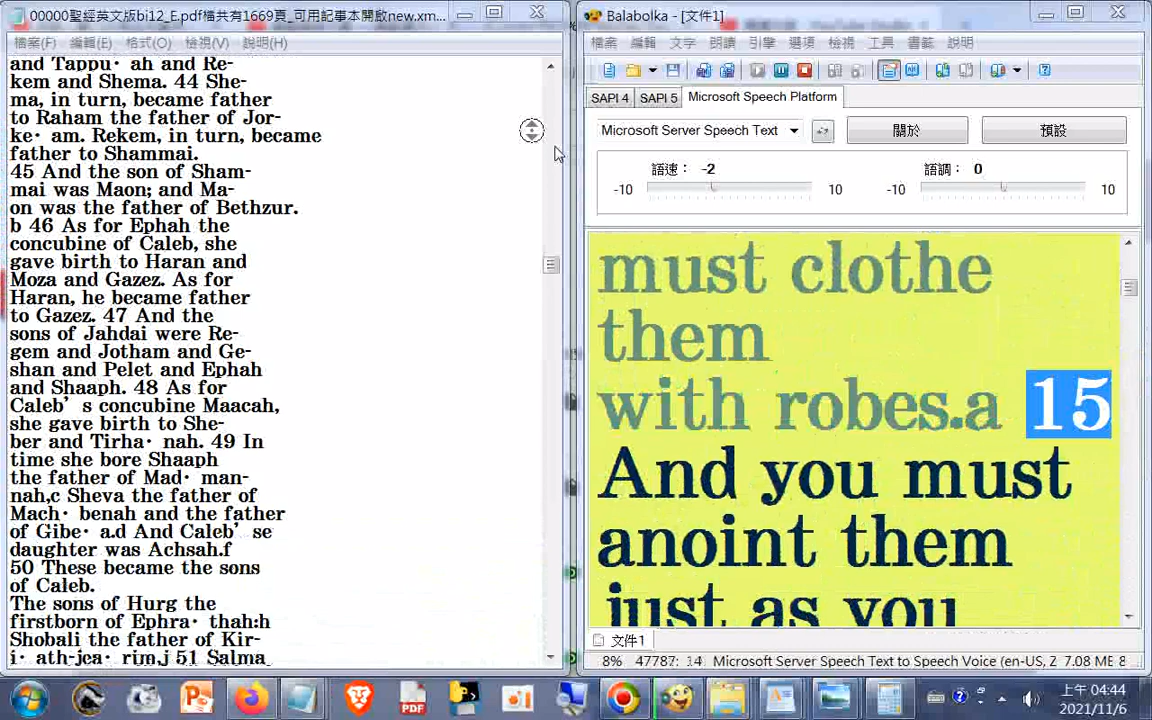 00000聖經英文版bi12_E.pdf檔共有1669頁_可用記事本開啟new.xm...
檔案(F) 編輯(E) 格式(O) 檢視(V) 說明(H)
and Tappu·ah and Re-
kem and Shema. 44 She-
ma, in turn, became father
to Raham the father of Jor-
ke·am. Rekem, in turn, became
father to Shammai.
45 And the son of Sham-
mai was Maon; and Ma-
on was the father of Bethzur.
b 46 As for Ephah the
concubine of Caleb, she
gave birth to Haran and
Moza and Gazez. As for
Haran, he became father
to Gazez. 47 And the
sons of Jahdai were Re-
gem and Jotham and Ge-
shan and Pelet and Ephah
and Shaaph. 48 As for
Caleb's concubine Maacah,
she gave birth to She-
ber and Tirha·nah. 49 In
time she bore Shaaph
the father of Mad·man-
nah,c Sheva the father of
Mach·benah and the father
of Gibe·a.d And Caleb'se
daughter was Achsah.f
50 These became the sons
of Caleb.
The sons of Hurg the
firstborn of Ephra·thah:h
Shobali the father of Kir-
i·ath-jea·rim,j 51 Salma
Balabolka - [文件1]
檔案 編輯 文字 朗讀 引擎 選項 檢視 工具 書籤 說明
SAPI 4 SAPI 5 Microsoft Speech Platform
Microsoft Server Speech Text 關於 預設
語速： -2 語調： 0
-10 10 -10 10
must clothe
them
with robes.a 15
And you must
anoint them
just as you
文件1
8% 47787: 14 Microsoft Server Speech Text to Speech Voice (en-US, Z 7.08 MB 8
上午 04:44
2021/11/6